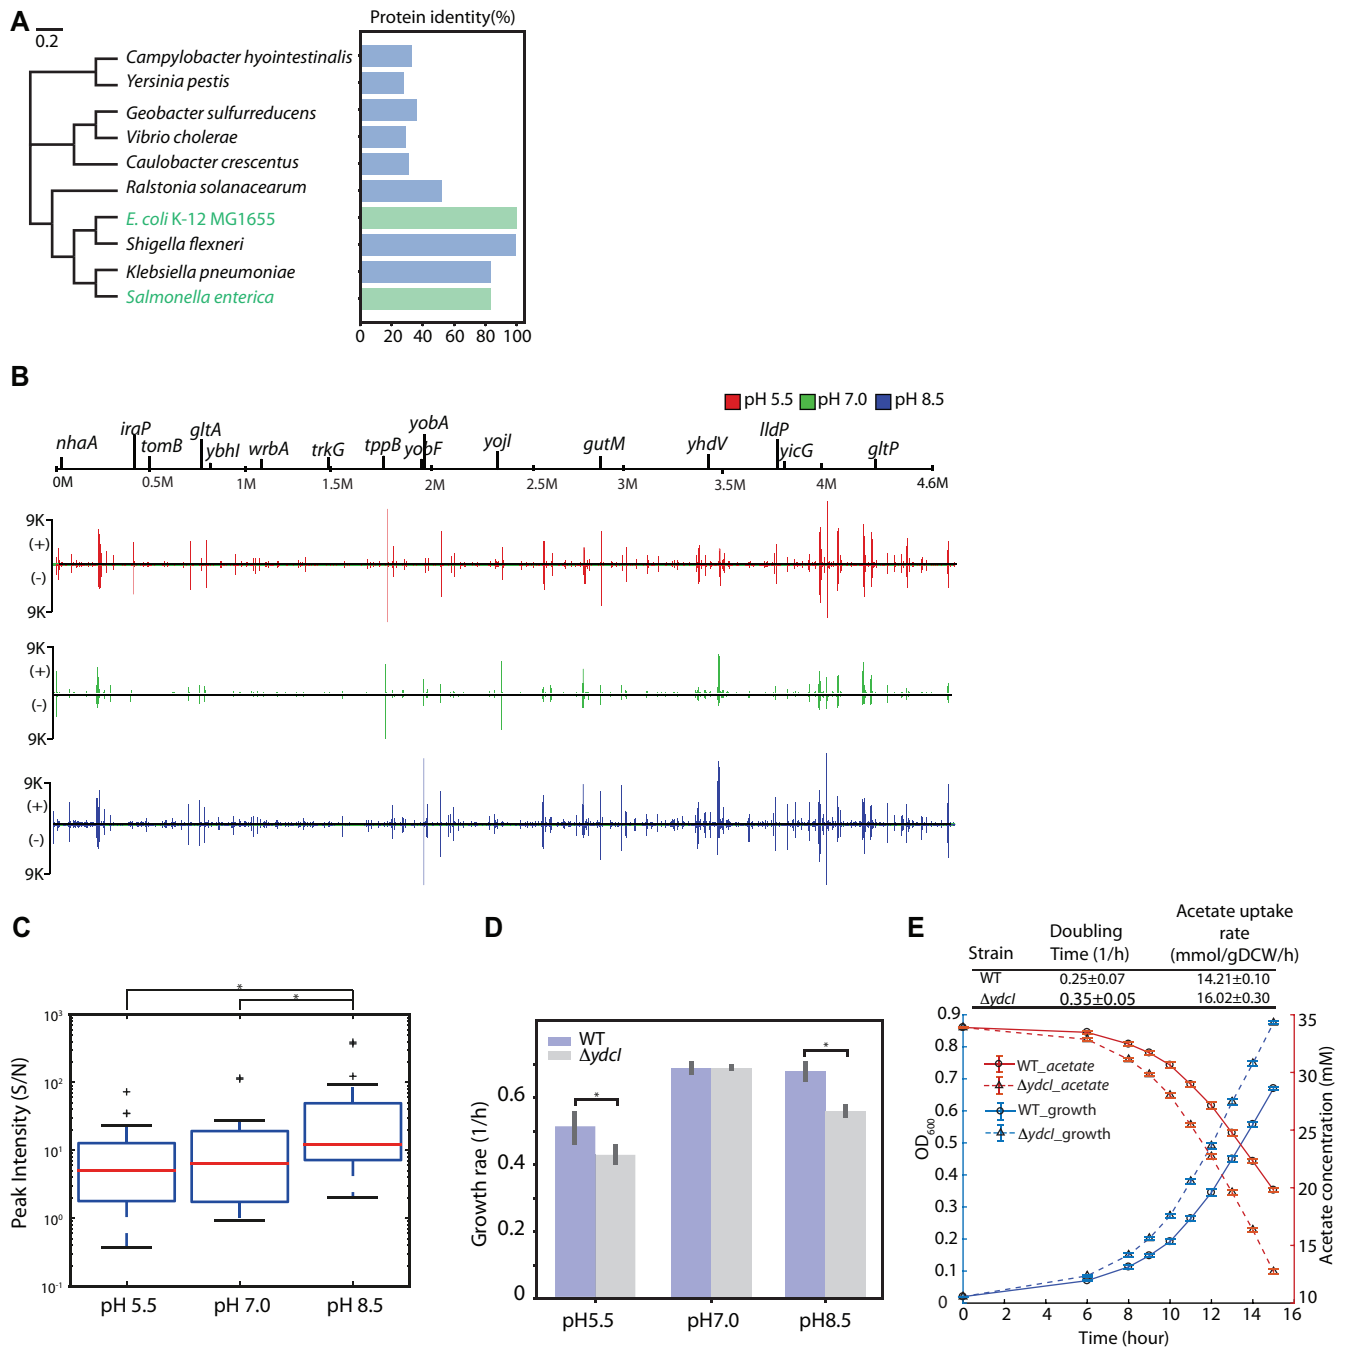 A
0.2
Protein identity(%)
Campylobacter hyointestinalis
Yersinia pestis
Geobacter sulfurreducens
Vibrio cholerae
Caulobacter crescentus
Ralstonia solanacearum
E. coli K-12 MG1655
Shigella flexneri
Klebsiella pneumoniae
Salmonella enterica
0 20 40 60 80 100
B
pH 5.5 pH 7.0 pH 8.5
nhaA iraP tomB gltA ybhI wrbA trkG tppB yobA yobF yojI gutM yhdV lldP yicG gltP
0M 0.5M 1M 1.5M 2M 2.5M 3M 3.5M 4M 4.6M
9K
(+)
(-)
9K
9K
(+)
(-)
9K
9K
(+)
(-)
9K
C
* *
Peak Intensity (S/N)
10³
10²
10¹
10⁰
10⁻¹
pH 5.5 pH 7.0 pH 8.5
D
WT
Δydcl
* *
Growth rae (1/h)
0.6
0.4
0.2
0
pH5.5 pH7.0 pH8.5
E
Strain Doubling Time (1/h) Acetate uptake rate (mmol/gDCW/h)
WT 0.25±0.07 14.21±0.10
Δydcl 0.35±0.05 16.02±0.30
WT_acetate
Δydcl_acetate
WT_growth
Δydcl_growth
OD600
0.9
0.8
0.7
0.6
0.5
0.4
0.3
0.2
0.1
0
Acetate concentration (mM)
35
30
25
20
15
10
0 2 4 6 8 10 12 14 16
Time (hour)